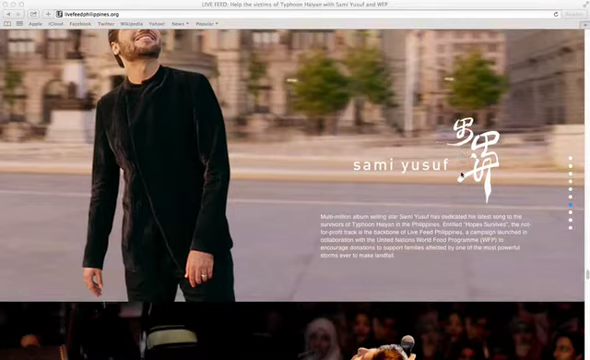 LIVE FEED: Help the victims of Typhoon Haiyan with Sami Yusuf and WFP
livefeedphilippines.org
Reader
Apple iCloud Facebook Twitter Wikipedia Yahoo! News Popular
sami yusuf
Multi-million album selling star Sami Yusuf has dedicated his latest song to the
survivors of Typhoon Haiyan in the Philippines. Entitled "Hope Survives", the not-
for-profit track is the backbone of Live Feed Philippines, a campaign launched in
collaboration with the United Nations World Food Programme (WFP) to
encourage donations to support families affected by one of the most powerful
storms ever to make landfall.